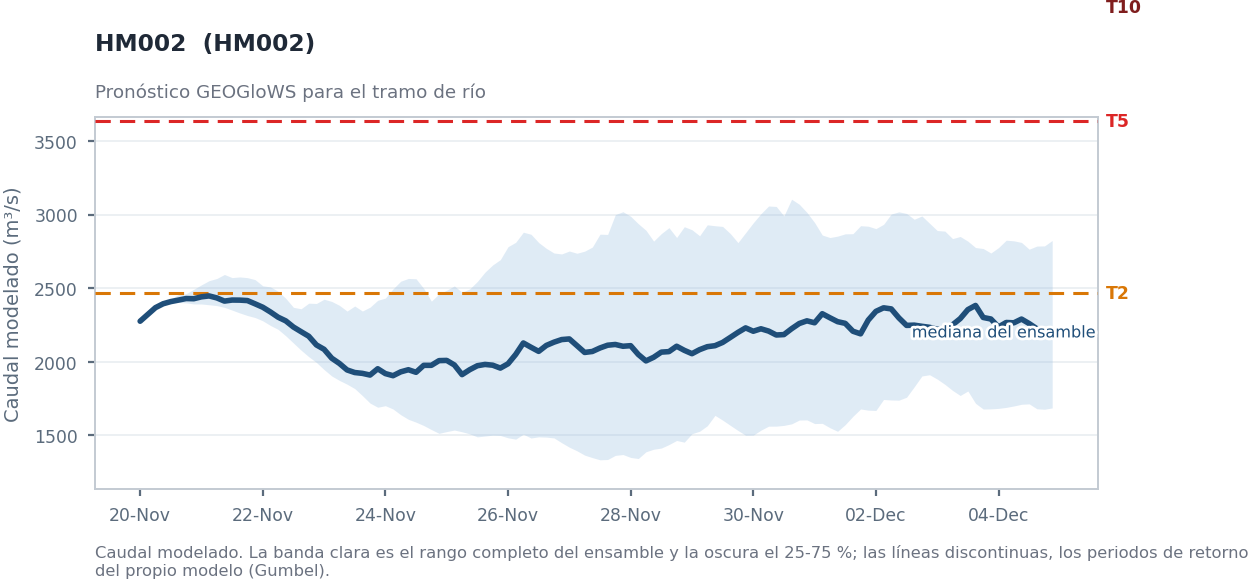 T10
HM002 (HM002)
Pronóstico GEOGloWS para el tramo de río
T5
3500
3000
2500
T2
2000
1500
Caudal modelado (m³/s)
mediana del ensamble
20-Nov
22-Nov
24-Nov
26-Nov
28-Nov
30-Nov
02-Dec
04-Dec
Caudal modelado. La banda clara es el rango completo del ensamble y la oscura el 25-75 %; las líneas discontinuas, los periodos de retorno
del propio modelo (Gumbel).